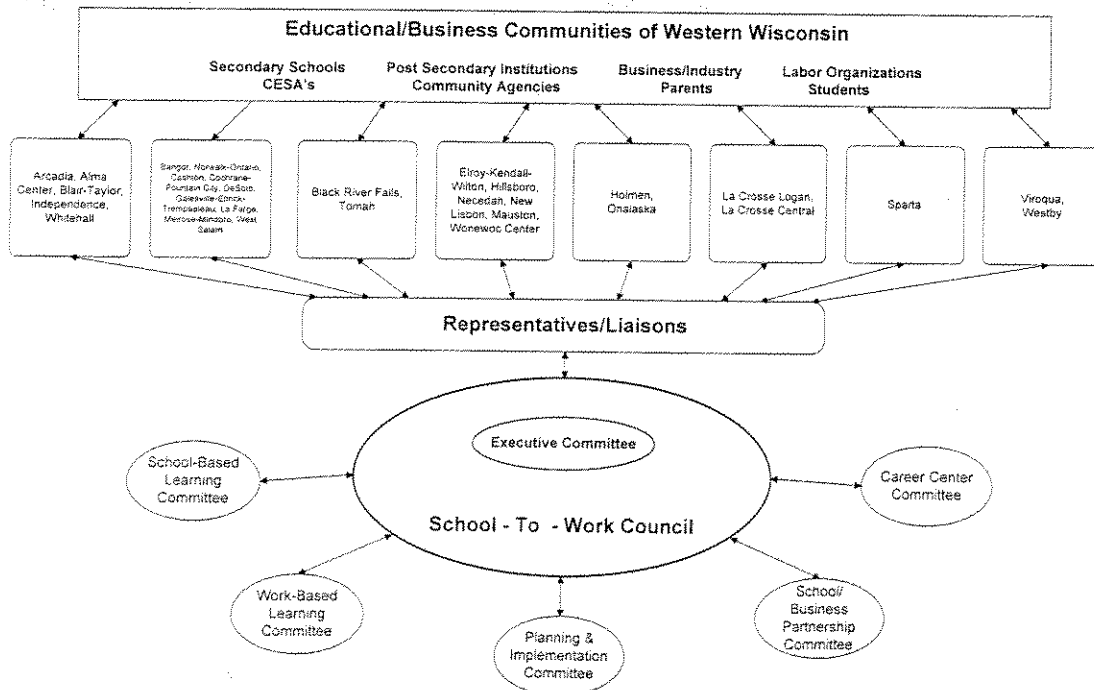 Educational/Business Communities of Western Wisconsin
Secondary Schools
CESA's
Post Secondary Institutions
Community Agencies
Business/Industry
Parents
Labor Organizations
Students
Arcadia, Alma
Center, Blair-Taylor,
Independence,
Whitehall
Bangor, Norwalk-Ontario,
Cashton, Cochrane-
Fountain City, DeSoto,
Galesville-Ettrick-
Trempealeau, La Farge,
Melrose-Mindoro, West
Salem
Black River Falls,
Tomah
Elroy-Kendall-
Wilton, Hillsboro,
Necedah, New
Lisbon, Mauston,
Wonewoc Center
Holmen,
Onalaska
La Crosse Logan,
La Crosse Central
Sparta
Viroqua,
Westby
Representatives/Liaisons
Executive Committee
School - To - Work Council
School-Based
Learning
Committee
Career Center
Committee
Work-Based
Learning
Committee
Planning &
Implementation
Committee
School/
Business
Partnership
Committee